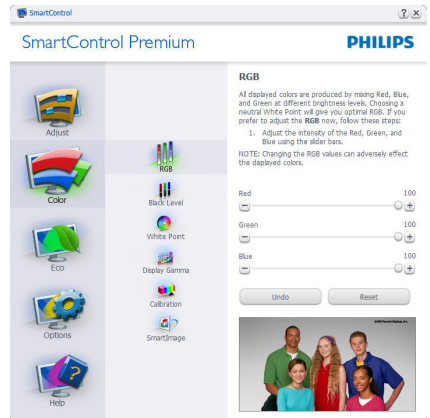 SmartControl
SmartControl Premium
PHILIPS
Adjust
Color
Eco
Options
Help
RGB
Black Level
White Point
Display Gamma
Calibration
SmartImage
RGB
All displayed colors are produced by mixing Red, Blue,
and Green at different brightness levels. Choosing a
neutral White Point will give you optimal RGB. If you
prefer to adjust the RGB now, follow these steps:
1. Adjust the intensity of the Red, Green, and
Blue using the slider bars.
NOTE: Changing the RGB values can adversely effect
the displayed colors.
Red 100
Green 100
Blue 100
Undo Reset